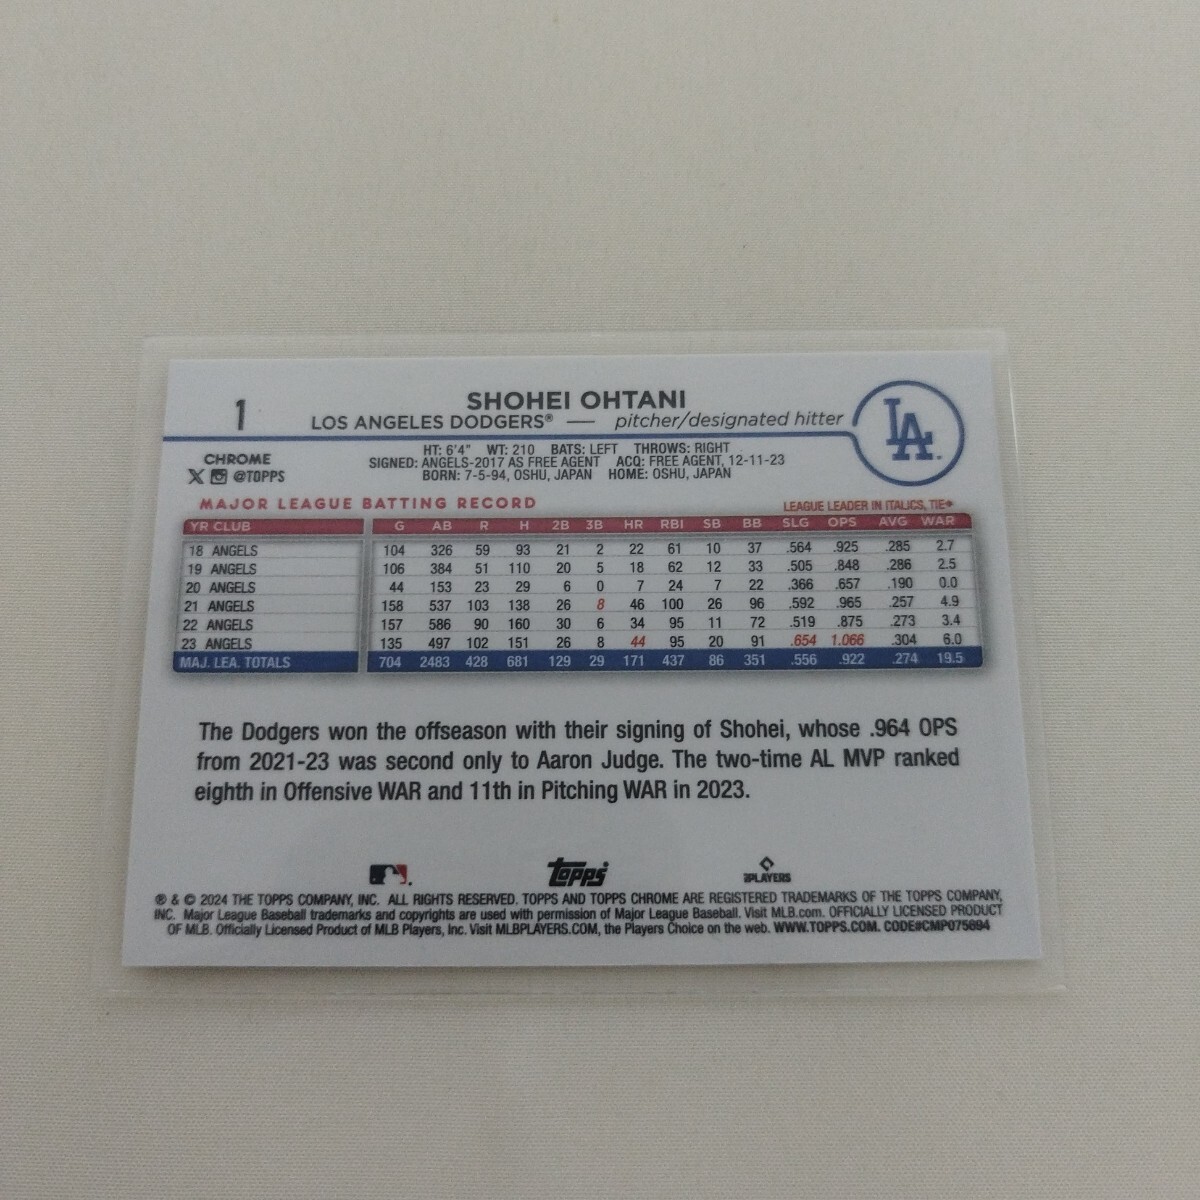 1
SHOHEI OHTANI
LOS ANGELES DODGERS® — pitcher/designated hitter
LA
CHROME
@TOPPS
HT: 6'4" WT: 210 BATS: LEFT THROWS: RIGHT
SIGNED: ANGELS-2017 AS FREE AGENT ACQ: FREE AGENT, 12-11-23
BORN: 7-5-94, OSHU, JAPAN HOME: OSHU, JAPAN
MAJOR LEAGUE BATTING RECORD
LEAGUE LEADER IN ITALICS, TIE♦
YR CLUB G AB R H 2B 3B HR RBI SB BB SLG OPS AVG WAR
18 ANGELS 104 326 59 93 21 2 22 61 10 37 .564 .925 .285 2.7
19 ANGELS 106 384 51 110 20 5 18 62 12 33 .505 .848 .286 2.5
20 ANGELS 44 153 23 29 6 0 7 24 7 22 .366 .657 .190 0.0
21 ANGELS 158 537 103 138 26 8 46 100 26 96 .592 .965 .257 4.9
22 ANGELS 157 586 90 160 30 6 34 95 11 72 .519 .875 .273 3.4
23 ANGELS 135 497 102 151 26 8 44 95 20 91 .654 1.066 .304 6.0
MAJ. LEA. TOTALS 704 2483 428 681 129 29 171 437 86 351 .556 .922 .274 19.5
The Dodgers won the offseason with their signing of Shohei, whose .964 OPS
from 2021-23 was second only to Aaron Judge. The two-time AL MVP ranked
eighth in Offensive WAR and 11th in Pitching WAR in 2023.
topps
PLAYERS
® & © 2024 THE TOPPS COMPANY, INC. ALL RIGHTS RESERVED. TOPPS AND TOPPS CHROME ARE REGISTERED TRADEMARKS OF THE TOPPS COMPANY,
INC. Major League Baseball trademarks and copyrights are used with permission of Major League Baseball. Visit MLB.com. OFFICIALLY LICENSED PRODUCT
OF MLB. Officially Licensed Product of MLB Players, Inc. Visit MLBPLAYERS.COM, the Players Choice on the web. WWW.TOPPS.COM. CODE#CMP075694